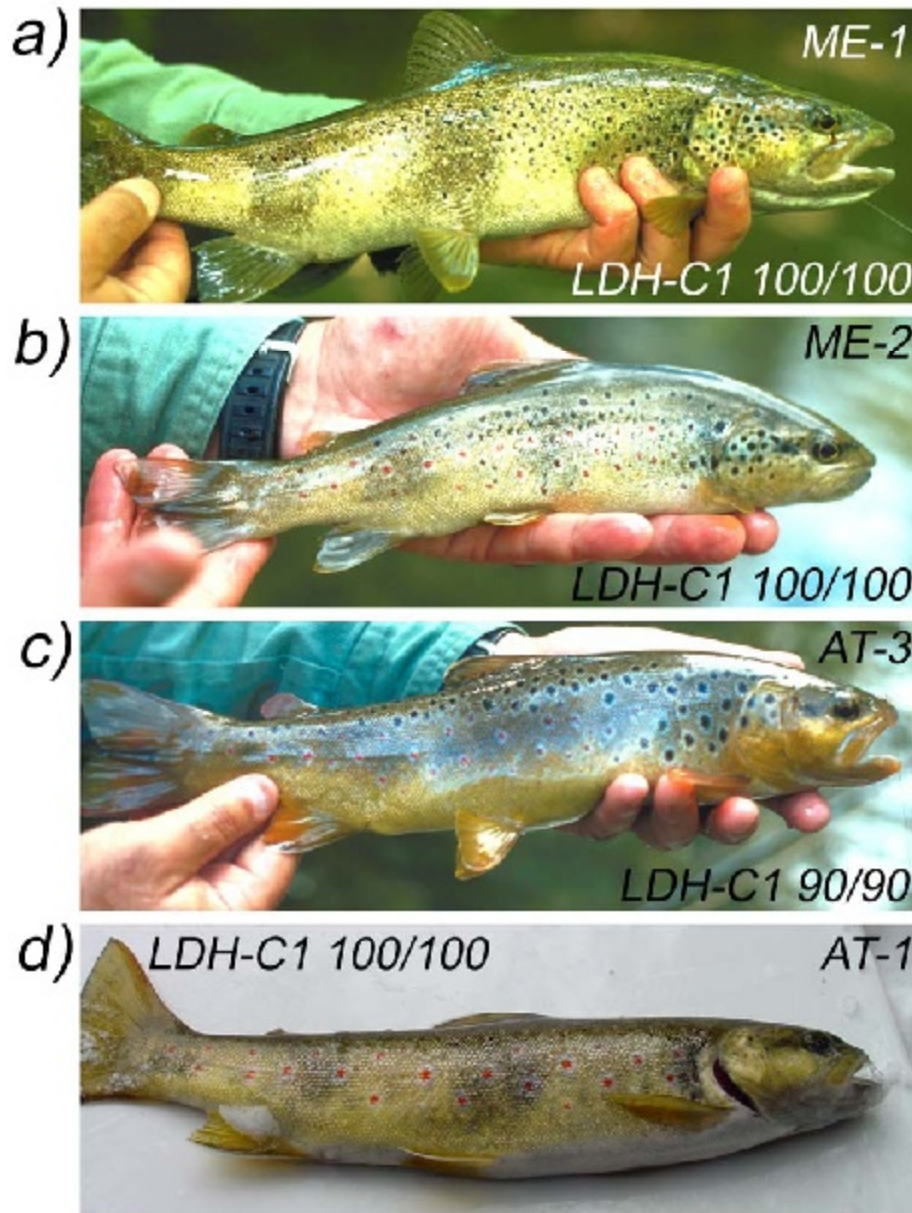 a)
ME-1
LDH-C1 100/100
b)
ME-2
LDH-C1 100/100
c)
AT-3
LDH-C1 90/90
d)
LDH-C1 100/100
AT-1